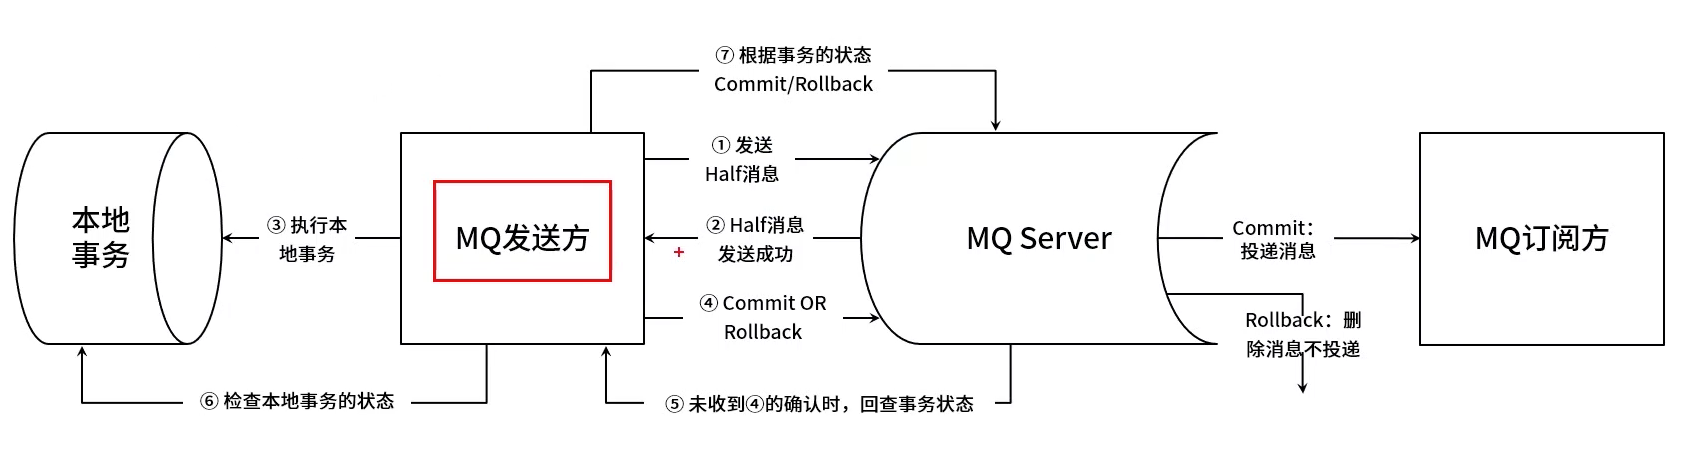 ⑦ 根据事务的状态
Commit/Rollback
① 发送
Half消息
本地
事务
③ 执行本
地事务
MQ发送方
② Half消息
发送成功
MQ Server
Commit：
投递消息
MQ订阅方
④ Commit OR
Rollback
Rollback：删
除消息不投递
⑥ 检查本地事务的状态
⑤ 未收到④的确认时，回查事务状态